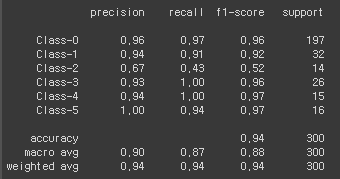 precision recall f1-score support
Class-0 0.96 0.97 0.96 197
Class-1 0.94 0.91 0.92 32
Class-2 0.67 0.43 0.52 14
Class-3 0.93 1.00 0.96 26
Class-4 0.94 1.00 0.97 15
Class-5 1.00 0.94 0.97 16
accuracy 0.94 300
macro avg 0.90 0.87 0.88 300
weighted avg 0.94 0.94 0.94 300